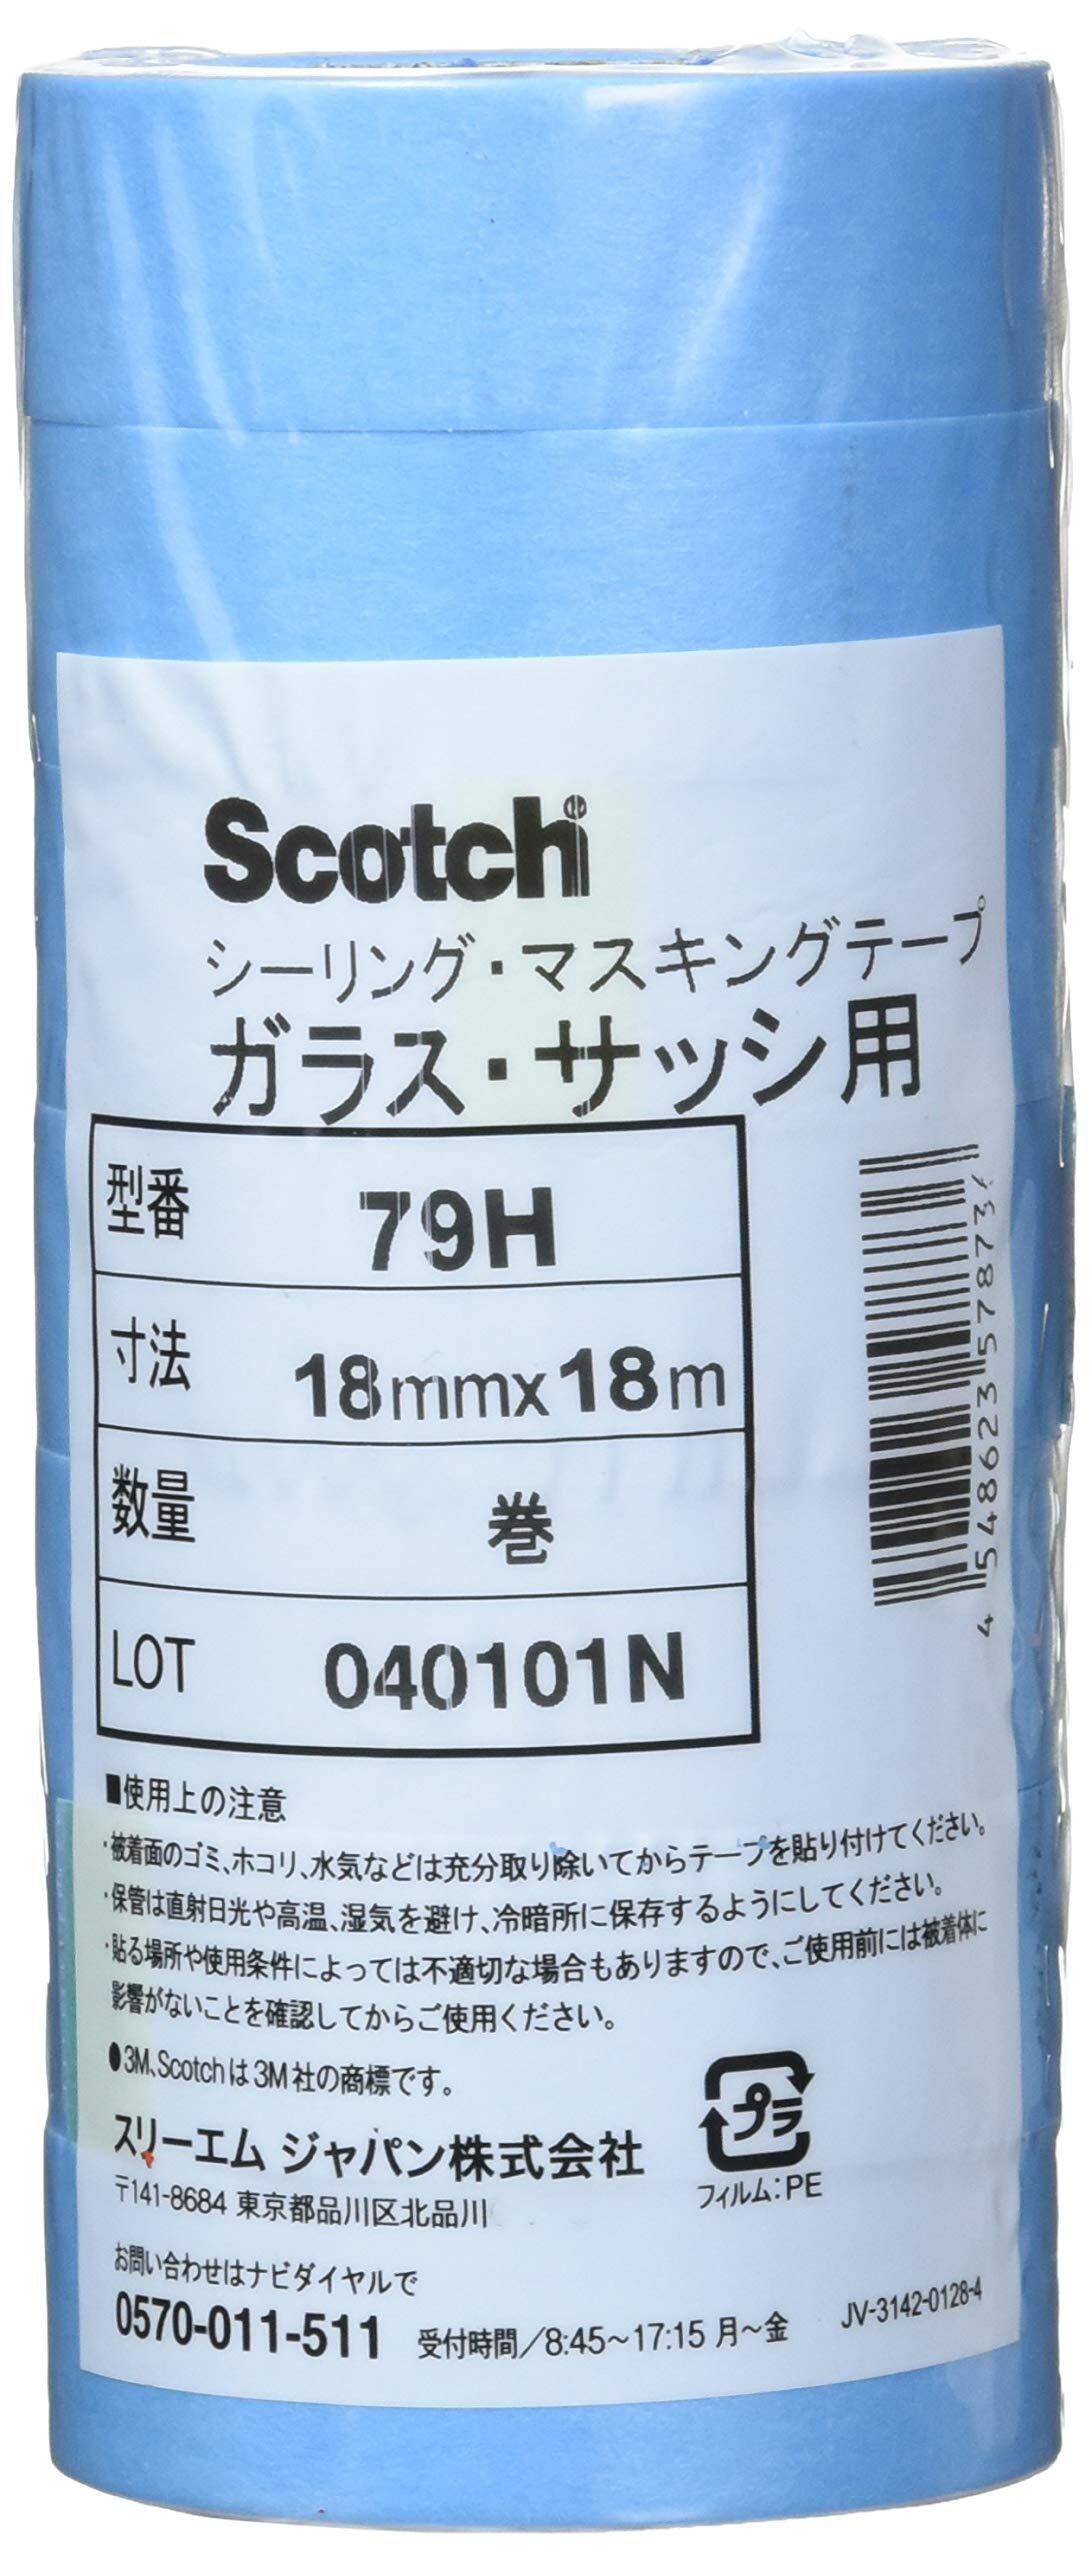 Scotch®
シーリング・マスキングテープ
ガラス・サッシ用
型番 79H
寸法 18mmx18m
数量 巻
LOT 040101N
■使用上の注意
・被着面のゴミ、ホコリ、水気などは充分取り除いてからテープを貼り付けてください。
・保管は直射日光や高温、湿気を避け、冷暗所に保存するようにしてください。
・貼る場所や使用条件によっては不適切な場合もありますので、ご使用前には被着体に
影響がないことを確認してからご使用ください。
●3M、Scotchは3M社の商標です。
スリーエム ジャパン株式会社
〒141-8684 東京都品川区北品川
お問い合わせはナビダイヤルで
0570-011-511 受付時間/8:45～17:15 月～金
プラ
フィルム:PE
JV-3142-0128-4